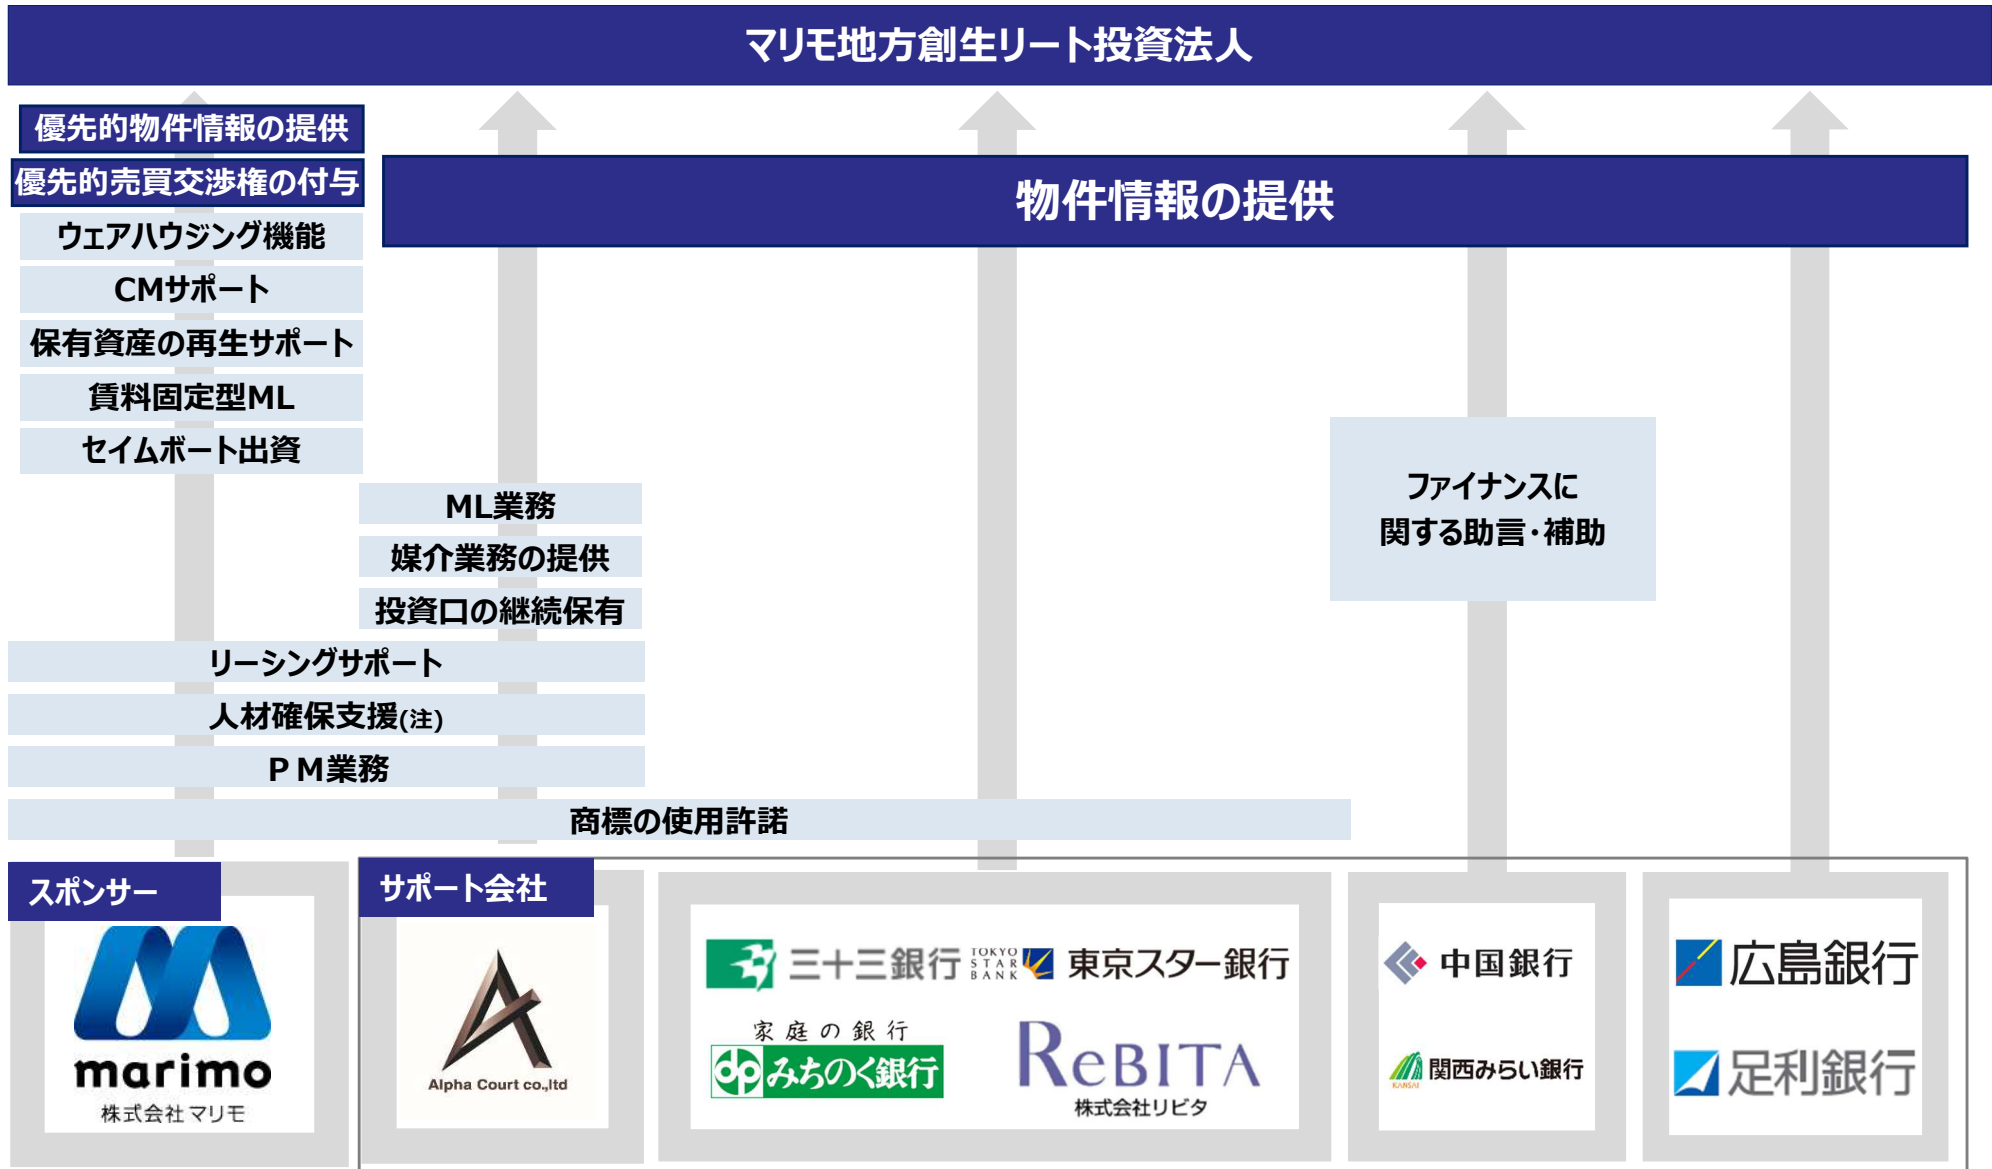 マリモ地方創生リート投資法人
優先的物件情報の提供
優先的売買交渉権の付与
物件情報の提供
ウェアハウジング機能
CMサポート
保有資産の再生サポート
賃料固定型ML
セイムボート出資
ML業務
媒介業務の提供
投資口の継続保有
ファイナンスに
関する助言・補助
リーシングサポート
人材確保支援(注)
ＰＭ業務
商標の使用許諾
スポンサー
marimo
株式会社マリモ
サポート会社
Alpha Court co.,ltd
三十三銀行
TOKYO
STAR
BANK
東京スター銀行
家庭の銀行
みちのく銀行
ReBITA
株式会社リビタ
中国銀行
KANSAI
関西みらい銀行
広島銀行
足利銀行